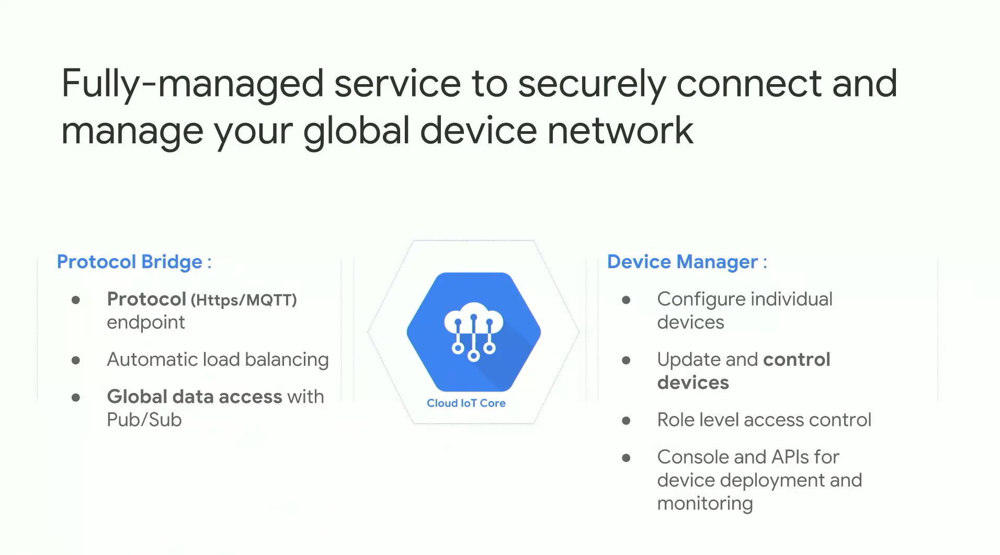 Fully-managed service to securely connect and
manage your global device network
Protocol Bridge :
● Protocol (Https/MQTT)
endpoint
● Automatic load balancing
● Global data access with
Pub/Sub
Cloud IoT Core
Device Manager :
● Configure individual
devices
● Update and control
devices
● Role level access control
● Console and APIs for
device deployment and
monitoring